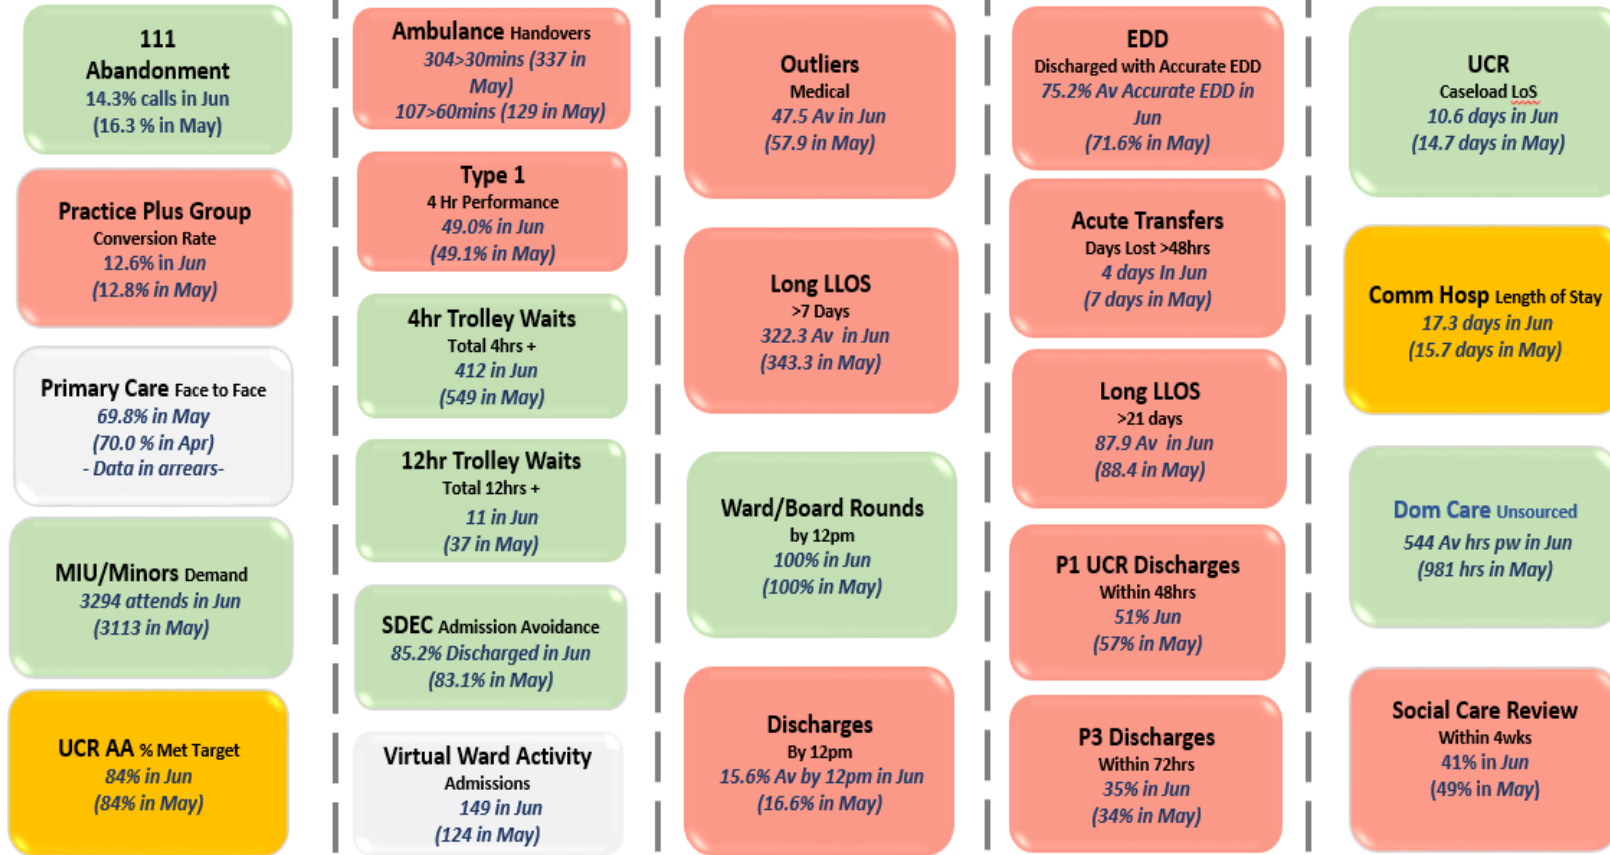 111
Abandonment
14.3% calls in Jun
(16.3 % in May)
Practice Plus Group
Conversion Rate
12.6% in Jun
(12.8% in May)
Primary Care Face to Face
69.8% in May
(70.0 % in Apr)
- Data in arrears-
MIU/Minors Demand
3294 attends in Jun
(3113 in May)
UCR AA % Met Target
84% in Jun
(84% in May)
Ambulance Handovers
304>30mins (337 in
May)
107>60mins (129 in May)
Type 1
4 Hr Performance
49.0% in Jun
(49.1% in May)
4hr Trolley Waits
Total 4hrs +
412 in Jun
(549 in May)
12hr Trolley Waits
Total 12hrs +
11 in Jun
(37 in May)
SDEC Admission Avoidance
85.2% Discharged in Jun
(83.1% in May)
Virtual Ward Activity
Admissions
149 in Jun
(124 in May)
Outliers
Medical
47.5 Av in Jun
(57.9 in May)
Long LLOS
>7 Days
322.3 Av in Jun
(343.3 in May)
Ward/Board Rounds
by 12pm
100% in Jun
(100% in May)
Discharges
By 12pm
15.6% Av by 12pm in Jun
(16.6% in May)
EDD
Discharged with Accurate EDD
75.2% Av Accurate EDD in
Jun
(71.6% in May)
Acute Transfers
Days Lost >48hrs
4 days In Jun
(7 days in May)
Long LLOS
>21 days
87.9 Av in Jun
(88.4 in May)
P1 UCR Discharges
Within 48hrs
51% Jun
(57% in May)
P3 Discharges
Within 72hrs
35% in Jun
(34% in May)
UCR
Caseload LoS
10.6 days in Jun
(14.7 days in May)
Comm Hosp Length of Stay
17.3 days in Jun
(15.7 days in May)
Dom Care Unsourced
544 Av hrs pw in Jun
(981 hrs in May)
Social Care Review
Within 4wks
41% in Jun
(49% in May)